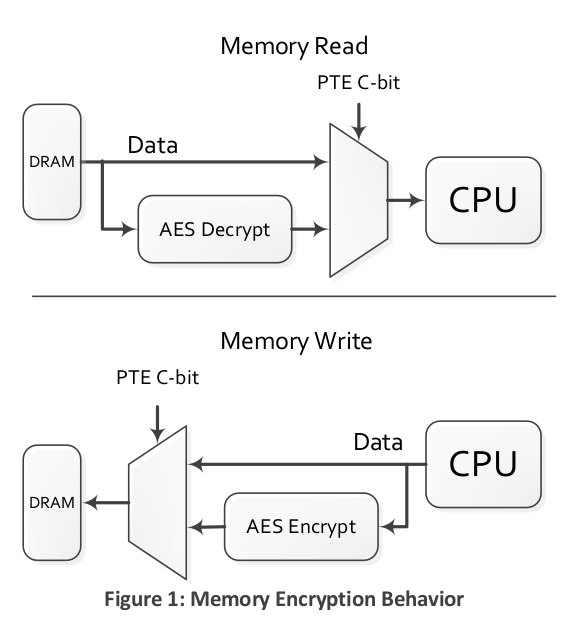 Memory Read
PTE C-bit
DRAM
Data
AES Decrypt
CPU
Memory Write
PTE C-bit
Data
CPU
DRAM
AES Encrypt
Figure 1: Memory Encryption Behavior